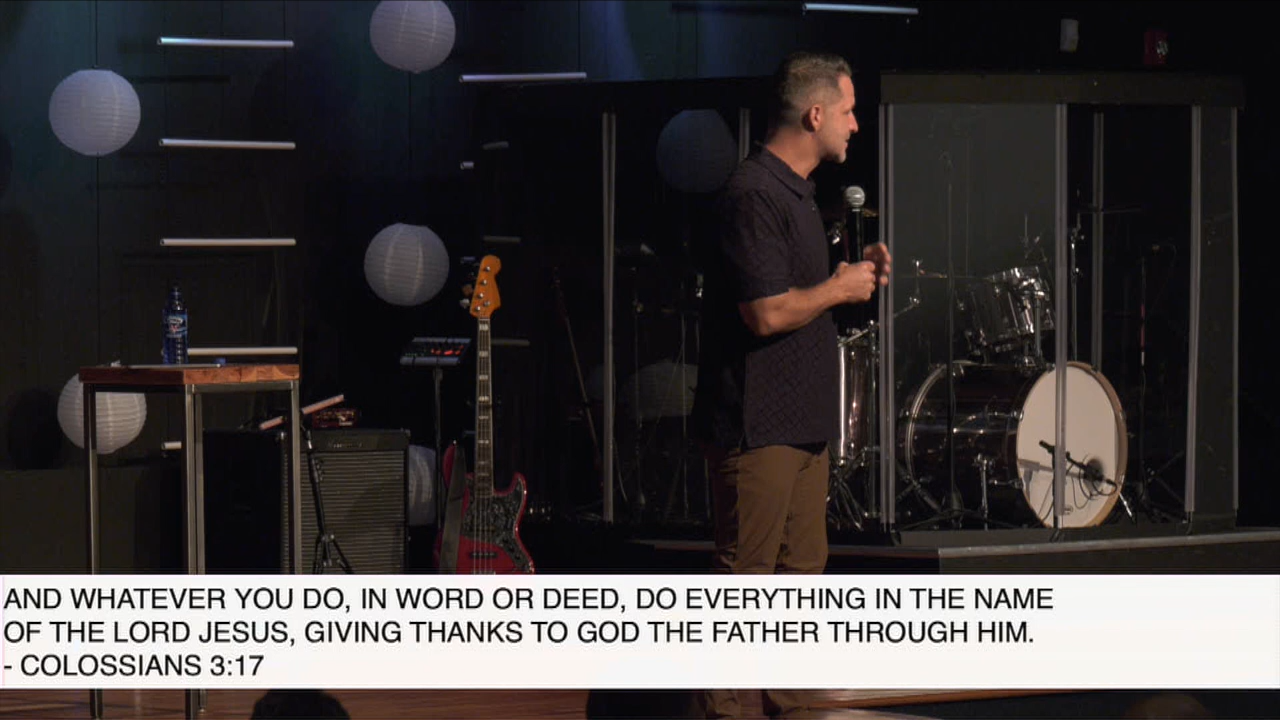 AND WHATEVER YOU DO, IN WORD OR DEED, DO EVERYTHING IN THE NAME
OF THE LORD JESUS, GIVING THANKS TO GOD THE FATHER THROUGH HIM.
- COLOSSIANS 3:17